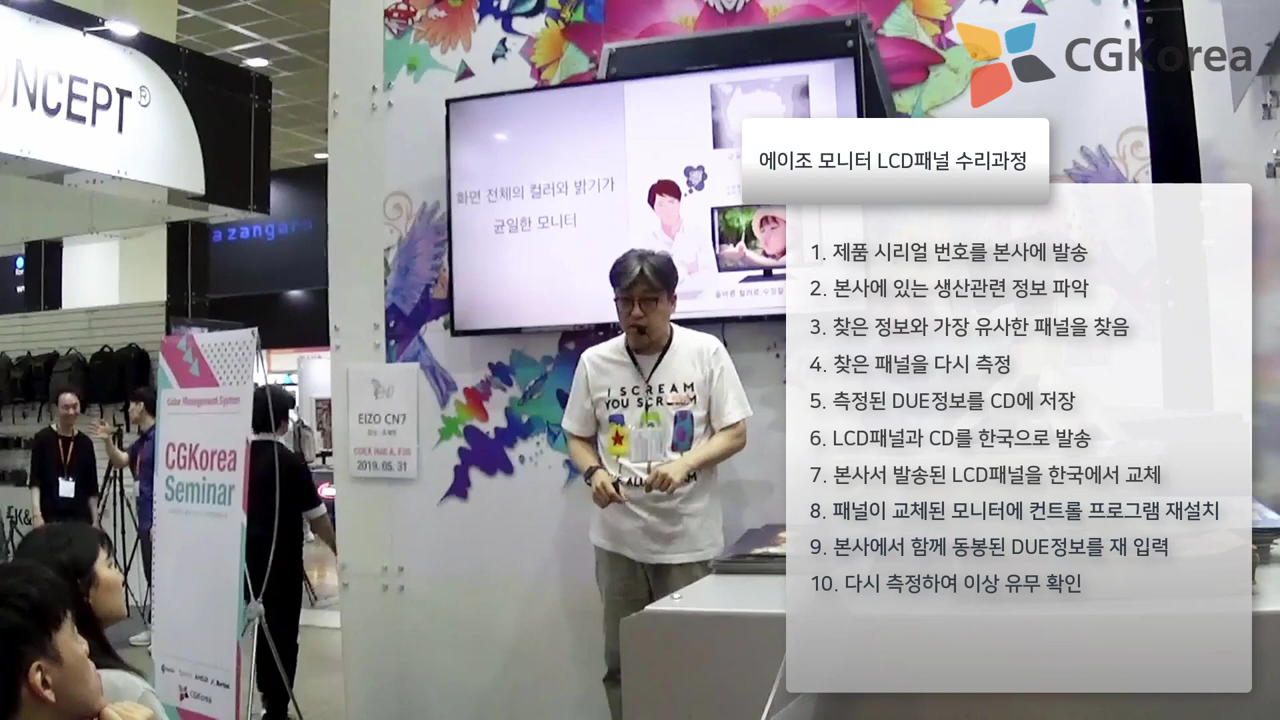 NCEPT®
CGKorea
에이조 모니터 LCD패널 수리과정
화면 전체의 컬러와 밝기가
균일한 모니터
azangara
1. 제품 시리얼 번호를 본사에 발송
2. 본사에 있는 생산관련 정보 파악
3. 찾은 정보와 가장 유사한 패널을 찾음
4. 찾은 패널을 다시 측정
5. 측정된 DUE정보를 CD에 저장
6. LCD패널과 CD를 한국으로 발송
7. 본사서 발송된 LCD패널을 한국에서 교체
8. 패널이 교체된 모니터에 컨트롤 프로그램 재설치
9. 본사에서 함께 동봉된 DUE정보를 재 입력
10. 다시 측정하여 이상 유무 확인
I SCREAM
YOU SCREAM
EIZO CN7
2019. 05. 31
Color Management System
CGKorea
Seminar
CGKorea